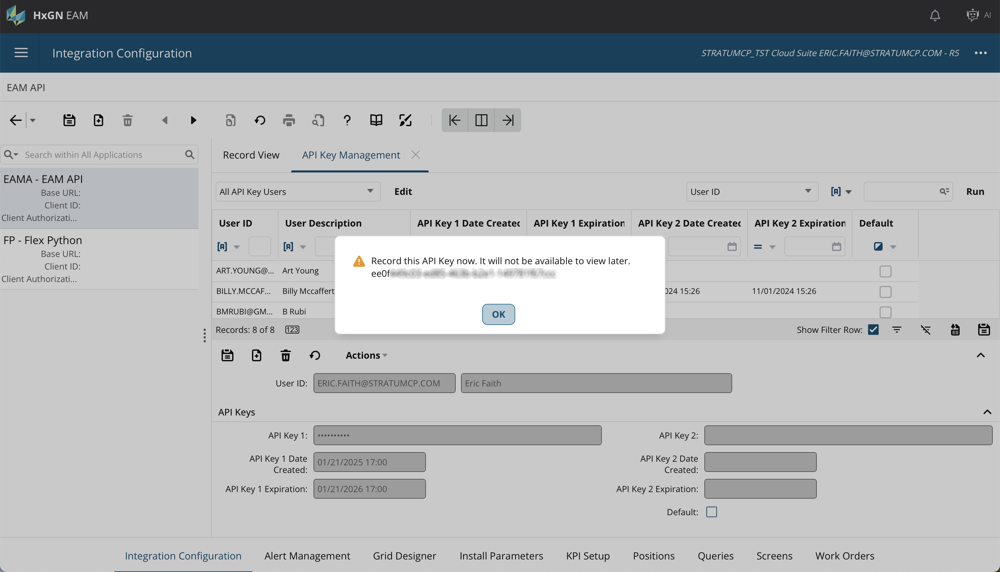 HxGN EAM
AI
Integration Configuration
STRATUMCP_TST Cloud Suite ERIC.FAITH@STRATUMCP.COM - R5
EAM API
Search within All Applications
EAMA - EAM API
Base URL:
Client ID:
Client Authorizati...
FP - Flex Python
Base URL:
Client ID:
Client Authorizati...
Record View
API Key Management
All API Key Users
Edit
User ID
Run
User ID
User Description
API Key 1 Date Created
API Key 1 Expiration
API Key 2 Date Created
API Key 2 Expiration
Default
ART.YOUNG@... Art Young
BILLY.MCCAF... Billy Mccaffert 024 15:26 11/01/2024 15:26
BMRUBI@GM... B Rubi
Record this API Key now. It will not be available to view later.
ee0f
OK
Records: 8 of 8
123
Show Filter Row:
Actions
User ID: ERIC.FAITH@STRATUMCP.COM Eric Faith
API Keys
API Key 1: ••••••••••
API Key 2:
API Key 1 Date
Created: 01/21/2025 17:00
API Key 2 Date
Created:
API Key 1 Expiration: 01/21/2026 17:00
API Key 2 Expiration:
Default:
Integration Configuration
Alert Management
Grid Designer
Install Parameters
KPI Setup
Positions
Queries
Screens
Work Orders